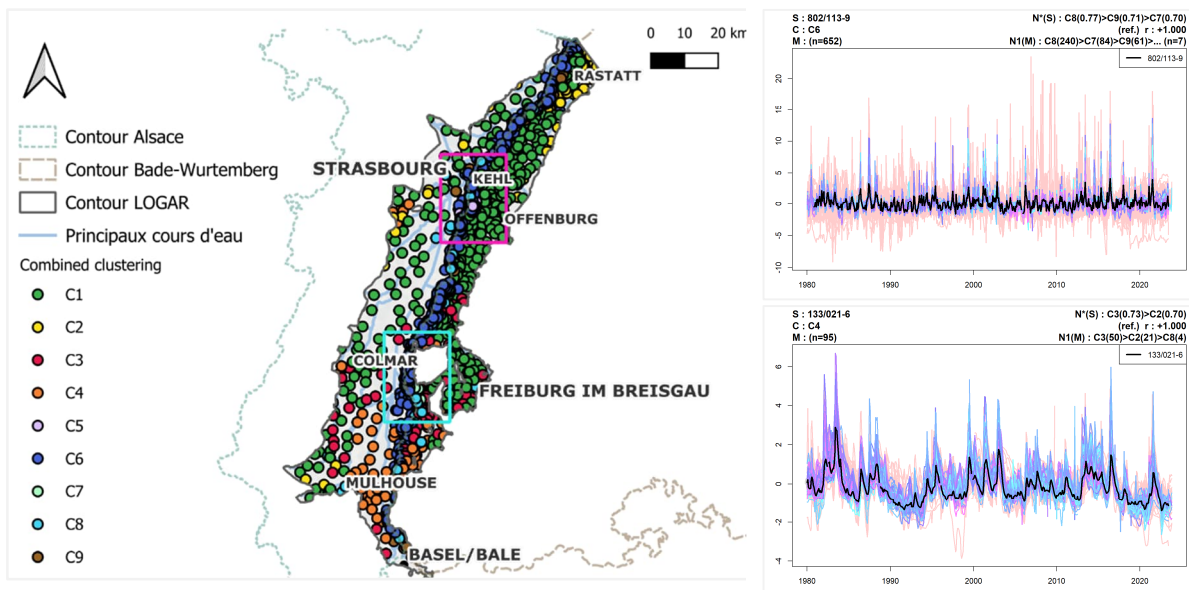 0 10 20 km
RASTATT
Contour Alsace
Contour Bade-Wurtemberg
Contour LOGAR
Principaux cours d'eau
Combined clustering
C1
C2
C3
C4
C5
C6
C7
C8
C9
STRASBOURG
KEHL
OFFENBURG
COLMAR
FREIBURG IM BREISGAU
MULHOUSE
BASEL/BALE
S : 802/113-9 N*(S) : C8(0.77)>C9(0.71)>C7(0.70)
C : C6 (ref.) r : +1.000
M : (n=652) N1(M) : C8(240)>C7(84)>C9(61)>... (n=7)
802/113-9
20
15
10
5
0
-5
-10
1980 1990 2000 2010 2020
S : 133/021-6 N*(S) : C3(0.73)>C2(0.70)
C : C4 (ref.) r : +1.000
M : (n=95) N1(M) : C3(50)>C2(21)>C8(4)
133/021-6
6
4
2
0
-2
-4
1980 1990 2000 2010 2020